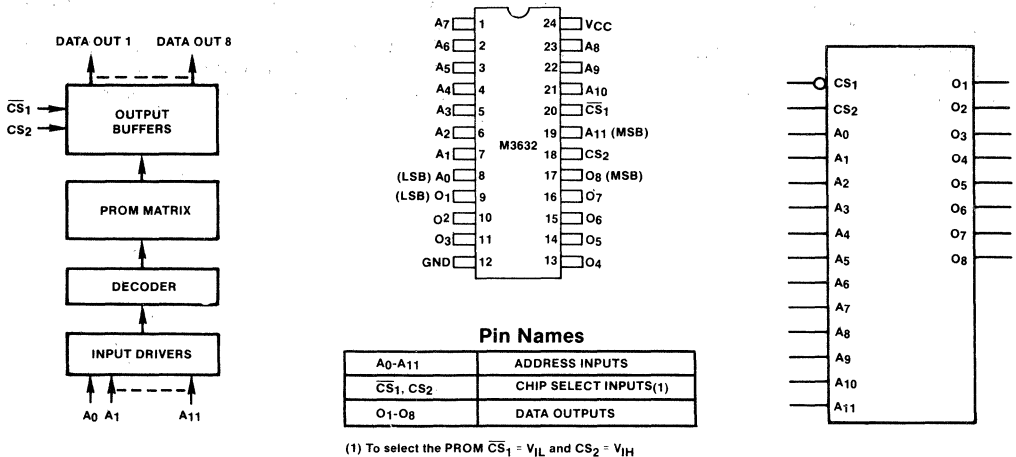 DATA OUT 1 DATA OUT 8
C̅S̅₁
CS₂
OUTPUT
BUFFERS
PROM MATRIX
DECODER
INPUT DRIVERS
A₀ A₁ A₁₁
A₇ 1 24 VCC
A₆ 2 23 A₈
A₅ 3 22 A₉
A₄ 4 21 A₁₀
A₃ 5 20 C̅S̅₁
A₂ 6 19 A₁₁ (MSB)
M3632
A₁ 7 18 CS₂
(LSB) A₀ 8 17 O₈ (MSB)
(LSB) O₁ 9 16 O₇
O² 10 15 O₆
O₃ 11 14 O₅
GND 12 13 O₄
Pin Names
A₀-A₁₁ ADDRESS INPUTS
C̅S̅₁, CS₂ CHIP SELECT INPUTS(1)
O₁-O₈ DATA OUTPUTS
(1) To select the PROM C̅S̅₁ = VIL and CS₂ = VIH
CS₁ O₁
CS₂ O₂
A₀ O₃
A₁ O₄
A₂ O₅
A₃ O₆
A₄ O₇
A₅ O₈
A₆
A₇
A₈
A₉
A₁₀
A₁₁